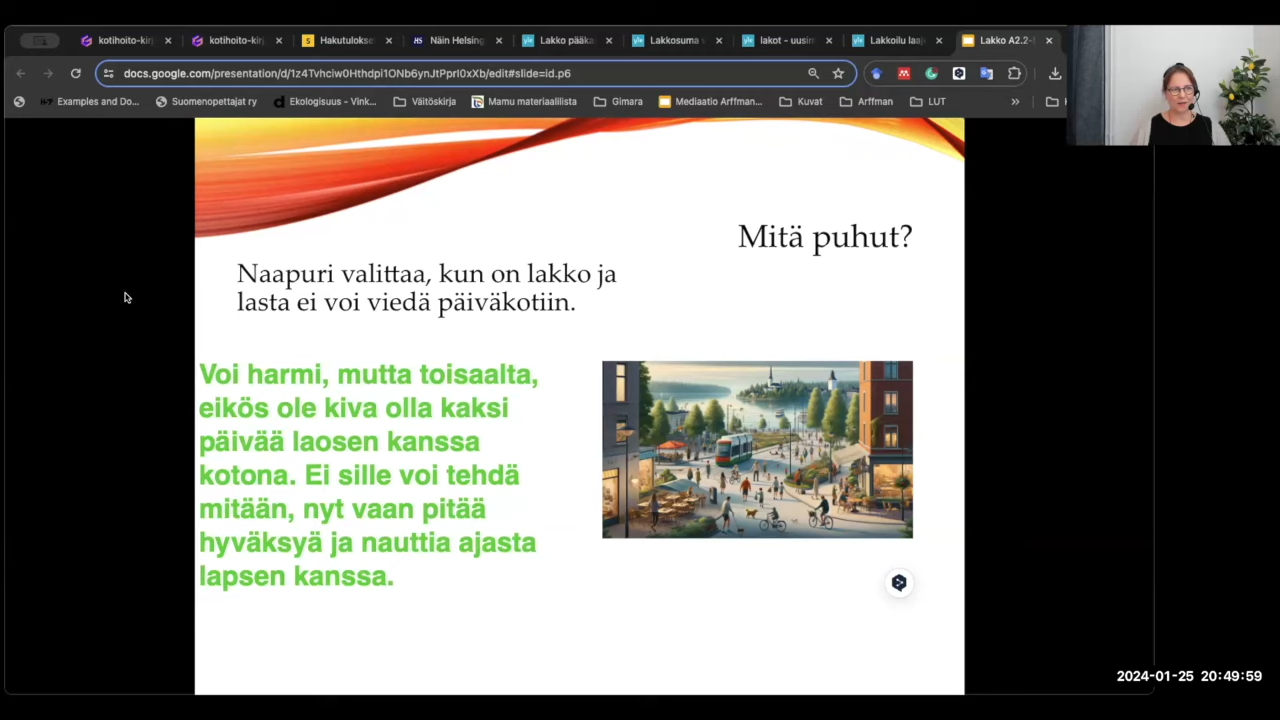 kotihoito-kir
kotihoito-kir
Hakutulokse
Näin Helsing
Lakko pääka
Lakkosuma v
lakot - uusim
Lakkoilu laaj
Lakko A2.2-
docs.google.com/presentation/d/1z4Tvhciw0Hthdpi1ONb6ynJtPprI0xXb/edit#slide=id.p6
Examples and Do...
Suomenopettajat ry
Ekologisuus - Vink...
Väitöskirja
Mamu materiaalilista
Gimara
Mediaatio Arffman...
Kuvat
Arffman
LUT
Mitä puhut?
Naapuri valittaa, kun on lakko ja
lasta ei voi viedä päiväkotiin.
Voi harmi, mutta toisaalta,
eikös ole kiva olla kaksi
päivää laosen kanssa
kotona. Ei sille voi tehdä
mitään, nyt vaan pitää
hyväksyä ja nauttia ajasta
lapsen kanssa.
2024-01-25 20:49:59